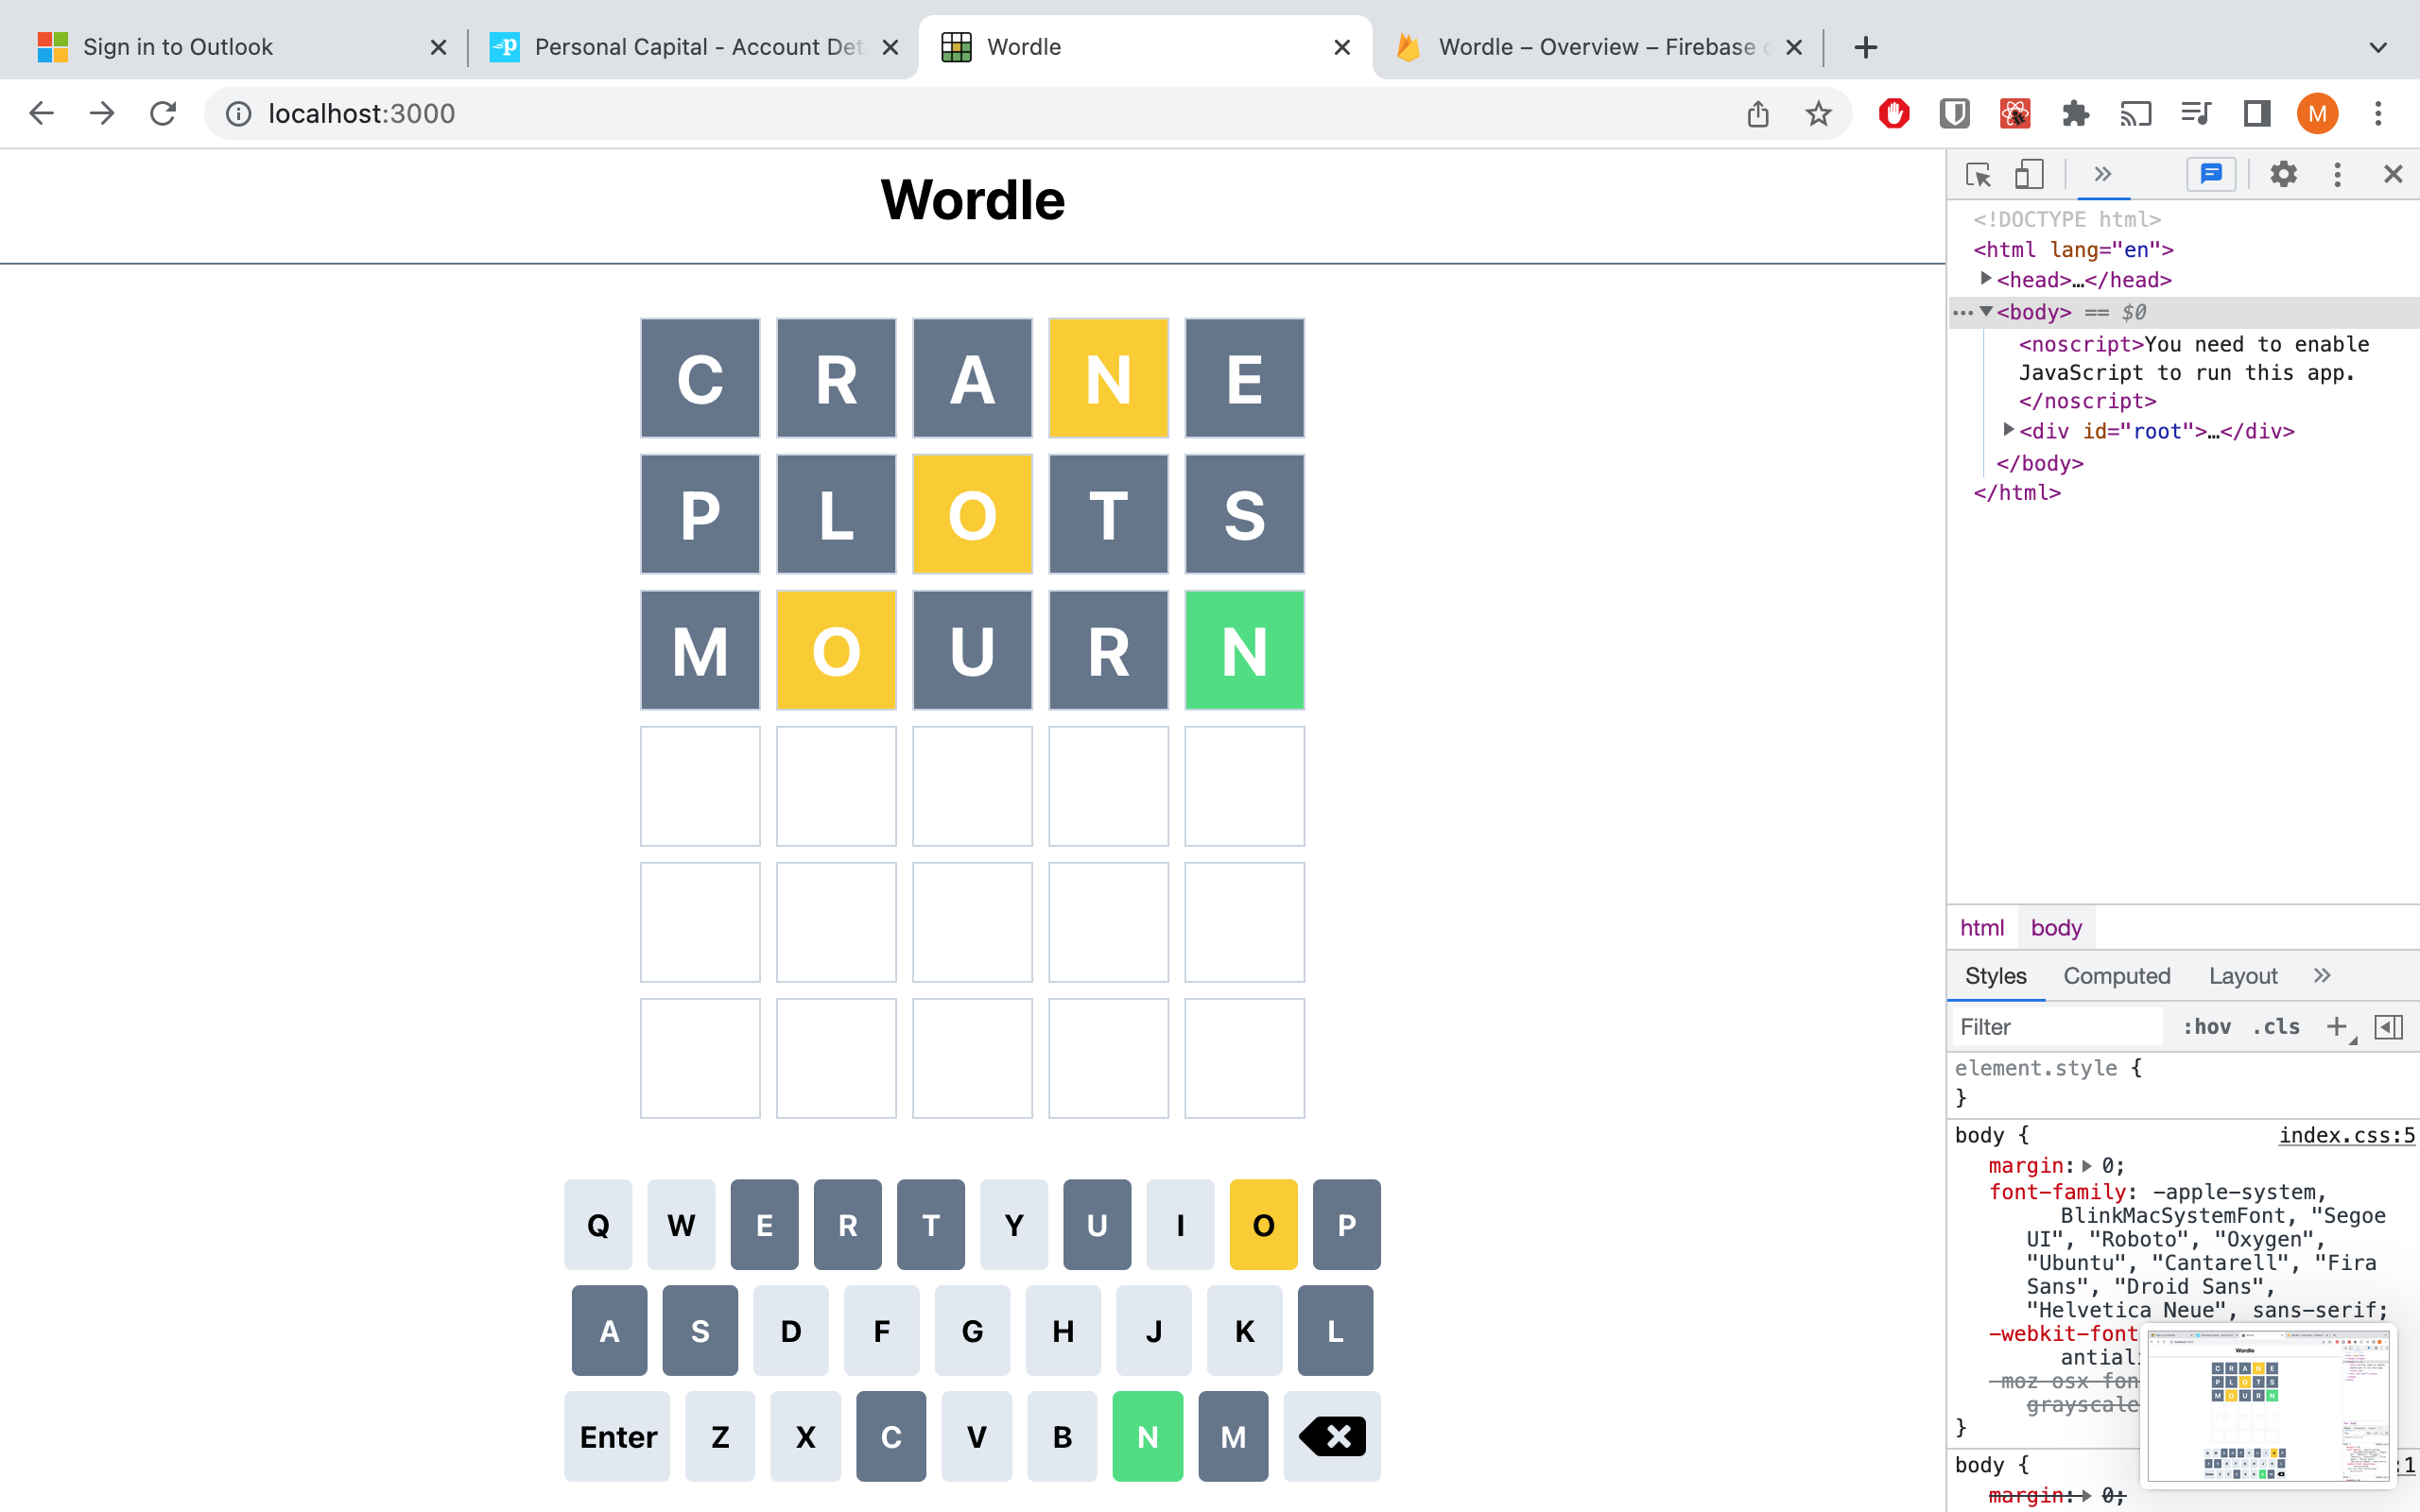 Sign in to Outlook
Personal Capital - Account Det
Wordle
Wordle – Overview – Firebase
localhost:3000
M
Wordle
C R A N E
P L O T S
M O U R N
Q W E R T Y U I O P
A S D F G H J K L
Enter Z X C V B N M
<!DOCTYPE html>
<html lang="en">
<head>…</head>
<body> == $0
<noscript>You need to enable
JavaScript to run this app.
</noscript>
<div id="root">…</div>
</body>
</html>
html body
Styles Computed Layout
Filter :hov .cls
element.style {
}
body { index.css:5
margin: 0;
font-family: -apple-system,
BlinkMacSystemFont, "Segoe
UI", "Roboto", "Oxygen",
"Ubuntu", "Cantarell", "Fira
Sans", "Droid Sans",
"Helvetica Neue", sans-serif;
-webkit-font
antial
-moz-osx-fon
grayscale
}
body { :1
margin: 0;
Wordle
C R A N E
P L O T S
M O U R N